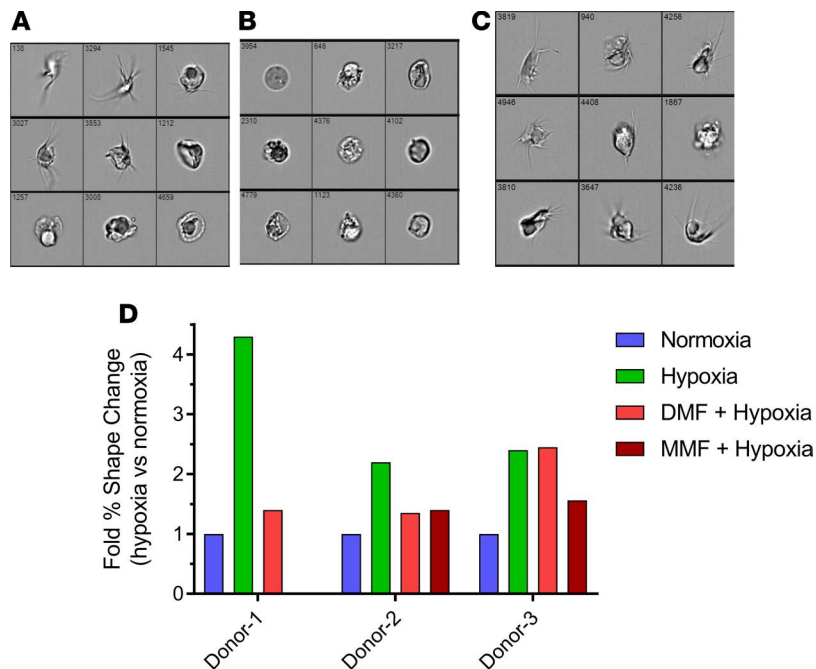 A
138 3294 1545
3027 3853 1212
1257 3008 4659
B
3954 646 3217
2310 4376 4102
4779 1123 4360
C
3819 940 4256
4946 4408 1867
3810 3647 4236
D
Fold % Shape Change
(hypoxia vs normoxia)
4
3
2
1
0
Donor-1 Donor-2 Donor-3
Normoxia
Hypoxia
DMF + Hypoxia
MMF + Hypoxia